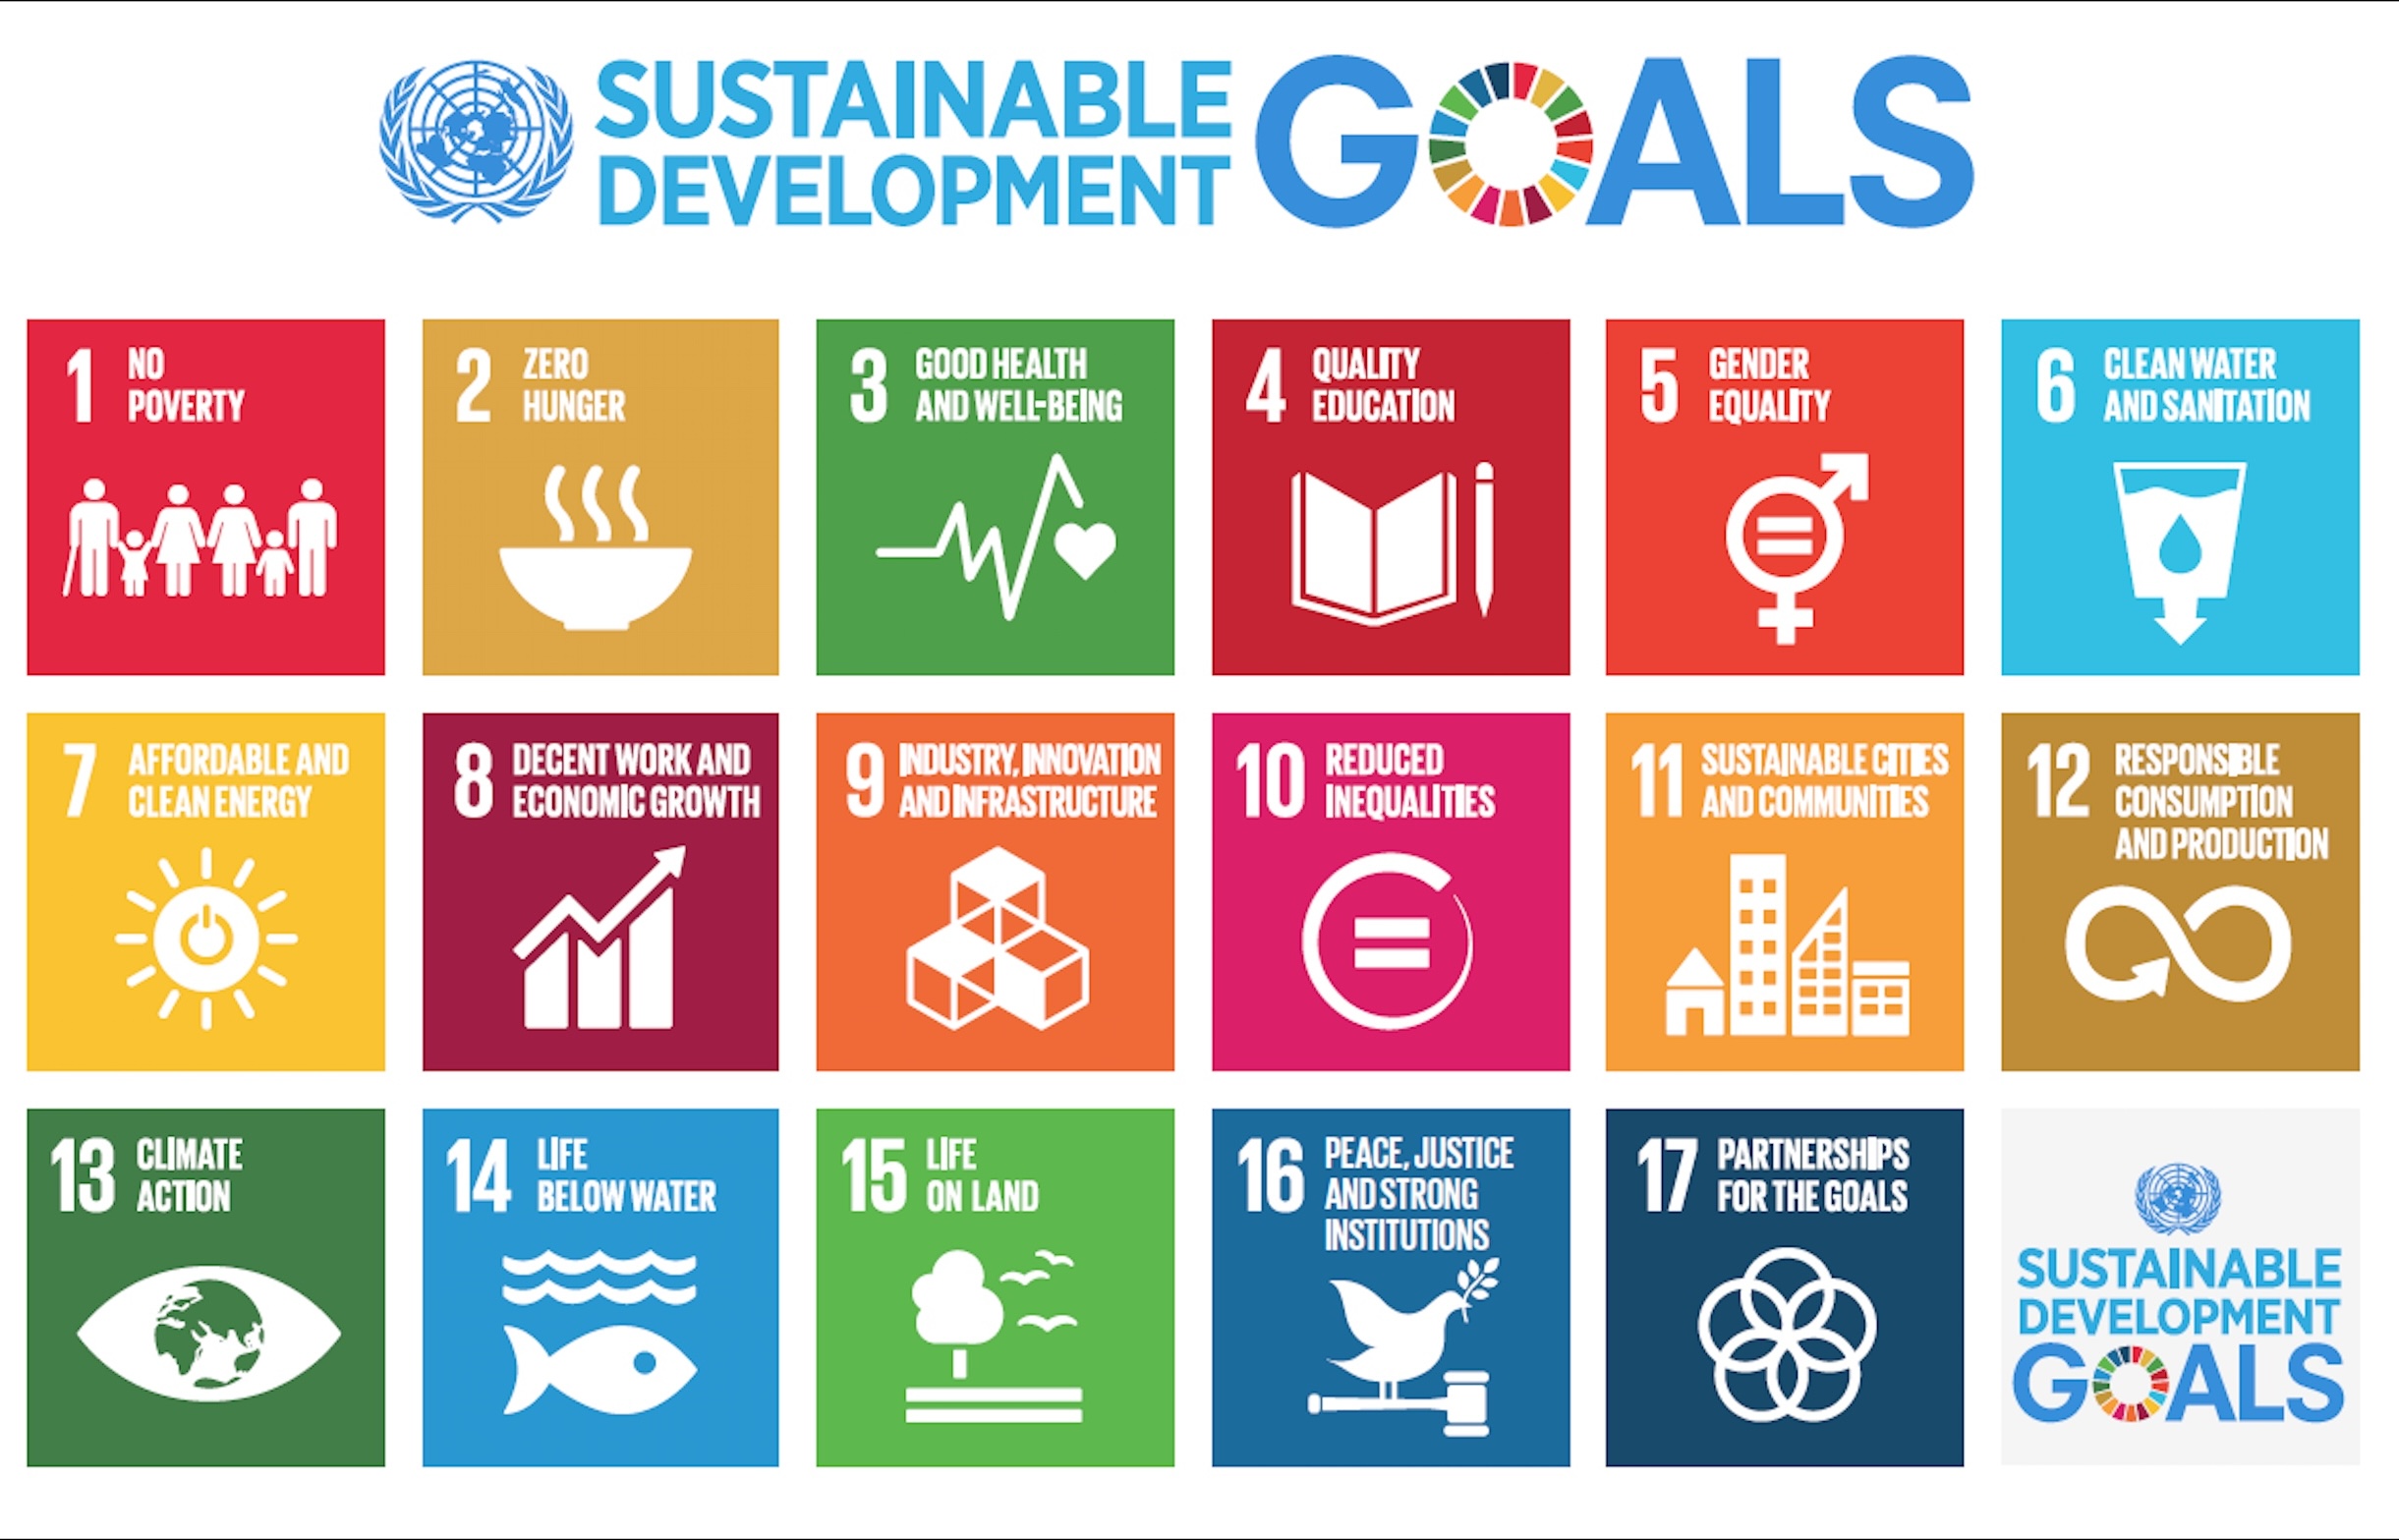 SUSTAINABLE
DEVELOPMENT
GOALS
1 NO
POVERTY
2 ZERO
HUNGER
3 GOOD HEALTH
AND WELL-BEING
4 QUALITY
EDUCATION
5 GENDER
EQUALITY
6 CLEAN WATER
AND SANITATION
7 AFFORDABLE AND
CLEAN ENERGY
8 DECENT WORK AND
ECONOMIC GROWTH
9 INDUSTRY, INNOVATION
AND INFRASTRUCTURE
10 REDUCED
INEQUALITIES
11 SUSTAINABLE CITIES
AND COMMUNITIES
12 RESPONSIBLE
CONSUMPTION
AND PRODUCTION
13 CLIMATE
ACTION
14 LIFE
BELOW WATER
15 LIFE
ON LAND
16 PEACE, JUSTICE
AND STRONG
INSTITUTIONS
17 PARTNERSHIPS
FOR THE GOALS
SUSTAINABLE
DEVELOPMENT
GOALS